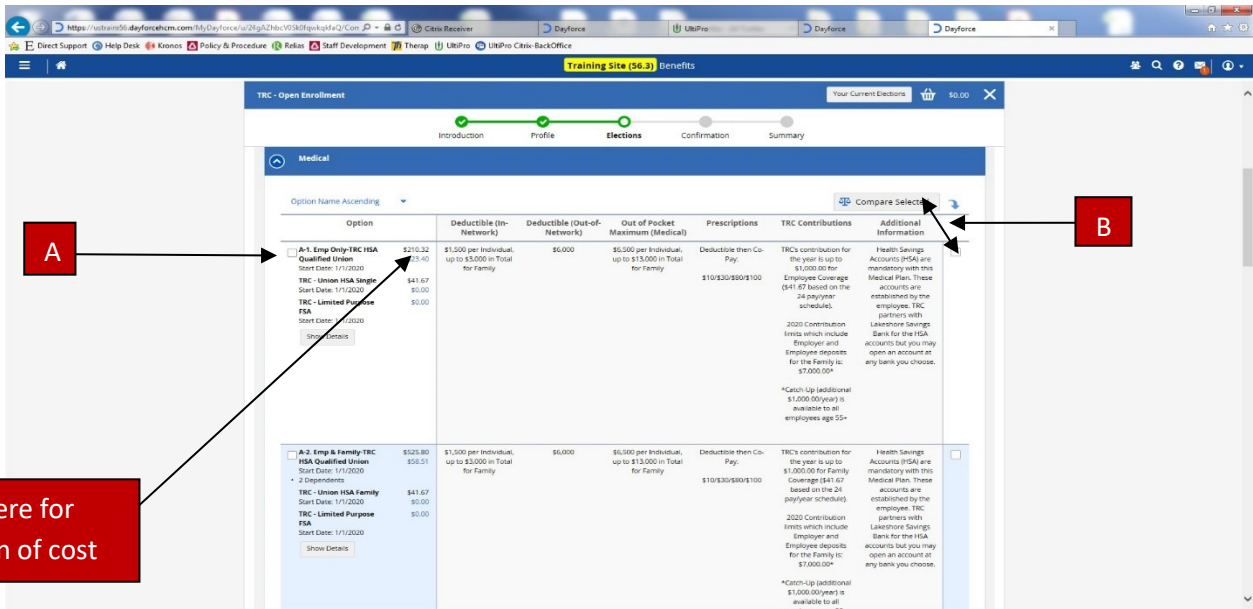 https://ustrains56.dayforcehcm.com/MyDayforce/u/
Citrix Receiver
Dayforce
UltiPro
Dayforce
Dayforce
Direct Support Help Desk Kronos Policy & Procedure Relias Staff Development Therap UltiPro UltiPro Citrix-BackOffice
Training Site (56.3) Benefits
TRC - Open Enrollment
Your Current Elections
$0.00
Introduction Profile Elections Confirmation Summary
Medical
Option Name Ascending
Compare Selected
Option
Deductible (In-
Network)
Deductible (Out-of-
Network)
Out of Pocket
Maximum (Medical)
Prescriptions
TRC Contributions
Additional
Information
A
B
A-1. Emp Only-TRC HSA $210.32
Qualified Union 23.40
Start Date: 1/1/2020
TRC - Union HSA Single $41.67
Start Date: 1/1/2020 $0.00
TRC - Limited Purpose $0.00
FSA
Start Date: 1/1/2020
Show Details
$1,500 per Individual,
up to $3,000 in Total
for Family
$6,000
$6,500 per Individual,
up to $13,000 in Total
for Family
Deductible then Co-
Pay:
$10/$30/$80/$100
TRC's contribution for
the year is up to
$1,000.00 for
Employee Coverage
($41.67 based on the
24 pay/year
schedule).
2020 Contribution
limits which include
Employer and
Employee deposits
for the Family is:
$7,000.00*
*Catch-Up (additional
$1,000.00/year) is
available to all
employees age 55+
Health Savings
Accounts (HSA) are
mandatory with this
Medical Plan. These
accounts are
established by the
employee. TRC
partners with
Lakeshore Savings
Bank for the HSA
accounts but you may
open an account at
any bank you choose.
A-2. Emp & Family-TRC $525.80
HSA Qualified Union $58.51
Start Date: 1/1/2020
• 2 Dependents
TRC - Union HSA Family $41.67
Start Date: 1/1/2020 $0.00
TRC - Limited Purpose $0.00
FSA
Start Date: 1/1/2020
Show Details
$1,500 per Individual,
up to $3,000 in Total
for Family
$6,000
$6,500 per Individual,
up to $13,000 in Total
for Family
Deductible then Co-
Pay:
$10/$30/$80/$100
TRC's contribution for
the year is up to
$1,000.00 for Family
Coverage ($41.67
based on the 24
pay/year schedule).
2020 Contribution
limits which include
Employer and
Employee deposits
for the Family is:
$7,000.00*
*Catch-Up (additional
$1,000.00/year) is
available to all
Health Savings
Accounts (HSA) are
mandatory with this
Medical Plan. These
accounts are
established by the
employee. TRC
partners with
Lakeshore Savings
Bank for the HSA
accounts but you may
open an account at
any bank you choose.
ere for
n of cost